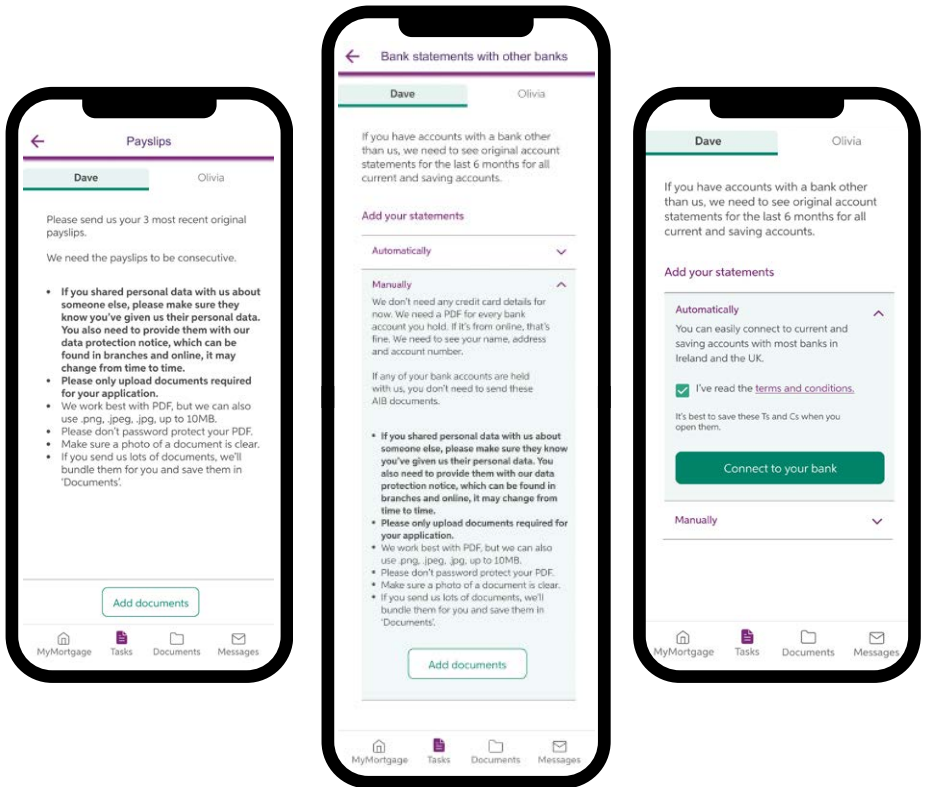 Payslips
Dave
Olivia
Please send us your 3 most recent original
payslips.
We need the payslips to be consecutive.
• If you shared personal data with us about
someone else, please make sure they
know you've given us their personal data.
You also need to provide them with our
data protection notice, which can be
found in branches and online, it may
change from time to time.
• Please only upload documents required
for your application.
• We work best with PDF, but we can also
use .png, .jpeg, .jpg, up to 10MB.
• Please don't password protect your PDF.
• Make sure a photo of a document is clear.
• If you send us lots of documents, we'll
bundle them for you and save them in
'Documents'.
Add documents
MyMortgage
Tasks
Documents
Messages
Bank statements with other banks
Dave
Olivia
If you have accounts with a bank other
than us, we need to see original account
statements for the last 6 months for all
current and saving accounts.
Add your statements
Automatically
Manually
We don't need any credit card details for
now. We need a PDF for every bank
account you hold. If it's from online, that's
fine. We need to see your name, address
and account number.
If any of your bank accounts are held
with us, you don't need to send these
AIB documents.
• If you shared personal data with us about
someone else, please make sure they know
you've given us their personal data. You
also need to provide them with our data
protection notice, which can be found in
branches and online, it may change from
time to time.
• Please only upload documents required for
your application.
• We work best with PDF, but we can also
use .png, .jpeg, .jpg, up to 10MB.
• Please don't password protect your PDF.
• Make sure a photo of a document is clear.
• If you send us lots of documents, we'll
bundle them for you and save them in
'Documents'.
Add documents
MyMortgage
Tasks
Documents
Messages
Dave
Olivia
If you have accounts with a bank other
than us, we need to see original account
statements for the last 6 months for all
current and saving accounts.
Add your statements
Automatically
You can easily connect to current and
saving accounts with most banks in
Ireland and the UK.
I've read the terms and conditions.
It's best to save these Ts and Cs when you
open them.
Connect to your bank
Manually
MyMortgage
Tasks
Documents
Messages